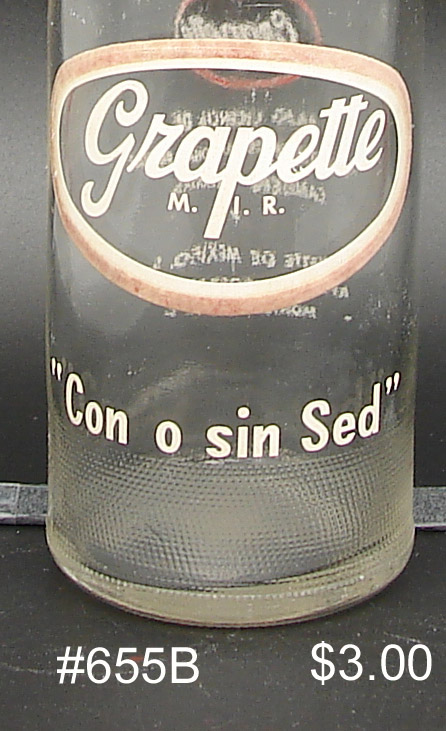 Grapette
M. I. R.
"Con o sin Sed"
#655B $3.00